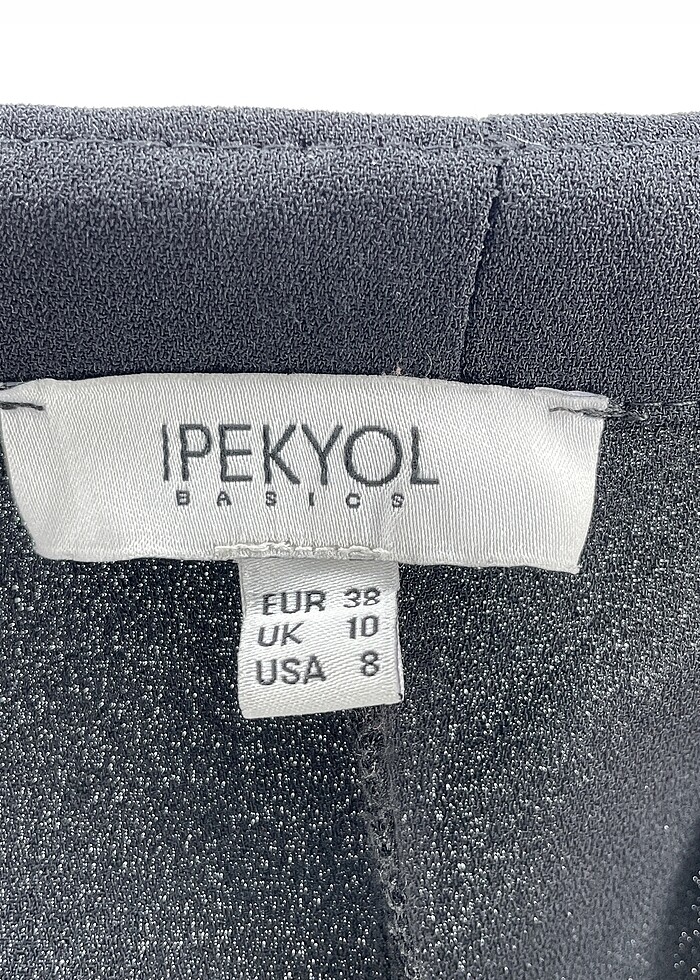 IPEKYOL
BASICS
EUR 38
UK 10
USA 8